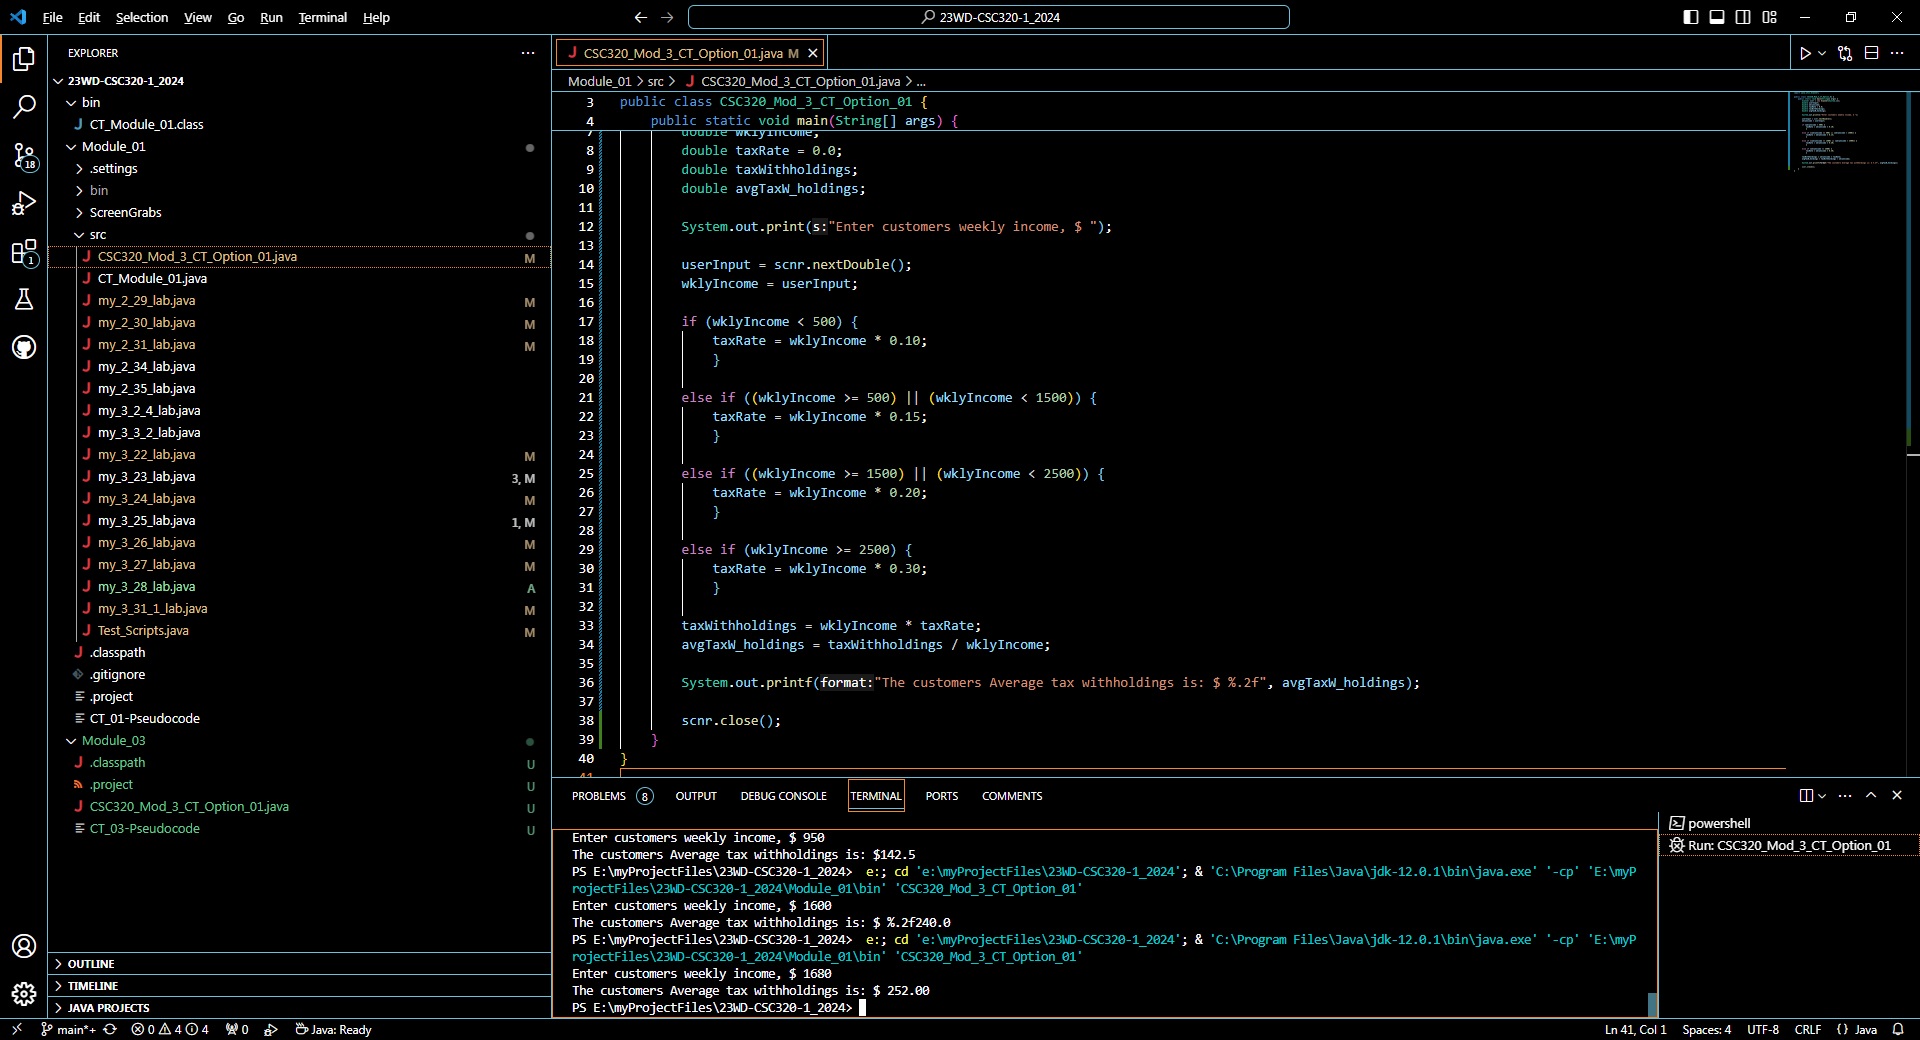 File Edit Selection View Go Run Terminal Help
23WD-CSC320-1_2024
EXPLORER
23WD-CSC320-1_2024
bin
CT_Module_01.class
Module_01
.settings
bin
ScreenGrabs
src
CSC320_Mod_3_CT_Option_01.java M
CT_Module_01.java
my_2_29_lab.java M
my_2_30_lab.java M
my_2_31_lab.java M
my_2_34_lab.java
my_2_35_lab.java
my_3_2_4_lab.java
my_3_3_2_lab.java
my_3_22_lab.java M
my_3_23_lab.java 3, M
my_3_24_lab.java M
my_3_25_lab.java 1, M
my_3_26_lab.java M
my_3_27_lab.java M
my_3_28_lab.java A
my_3_31_1_lab.java M
Test_Scripts.java M
.classpath
.gitignore
.project
CT_01-Pseudocode
Module_03
.classpath U
.project U
CSC320_Mod_3_CT_Option_01.java U
CT_03-Pseudocode U
OUTLINE
TIMELINE
JAVA PROJECTS
18
1
CSC320_Mod_3_CT_Option_01.java M
Module_01 > src > CSC320_Mod_3_CT_Option_01.java > ...
3 public class CSC320_Mod_3_CT_Option_01 {
4 public static void main(String[] args) {
7 double wklyIncome;
8 double taxRate = 0.0;
9 double taxWithholdings;
10 double avgTaxW_holdings;
11
12 System.out.print(s:"Enter customers weekly income, $ ");
13
14 userInput = scnr.nextDouble();
15 wklyIncome = userInput;
16
17 if (wklyIncome < 500) {
18 taxRate = wklyIncome * 0.10;
19 }
20
21 else if ((wklyIncome >= 500) || (wklyIncome < 1500)) {
22 taxRate = wklyIncome * 0.15;
23 }
24
25 else if ((wklyIncome >= 1500) || (wklyIncome < 2500)) {
26 taxRate = wklyIncome * 0.20;
27 }
28
29 else if (wklyIncome >= 2500) {
30 taxRate = wklyIncome * 0.30;
31 }
32
33 taxWithholdings = wklyIncome * taxRate;
34 avgTaxW_holdings = taxWithholdings / wklyIncome;
35
36 System.out.printf(format:"The customers Average tax withholdings is: $ %.2f", avgTaxW_holdings);
37
38 scnr.close();
39 }
40 }
41
PROBLEMS 8 OUTPUT DEBUG CONSOLE TERMINAL PORTS COMMENTS
Enter customers weekly income, $ 950
The customers Average tax withholdings is: $142.5
PS E:\myProjectFiles\23WD-CSC320-1_2024> e:; cd 'e:\myProjectFiles\23WD-CSC320-1_2024'; & 'C:\Program Files\Java\jdk-12.0.1\bin\java.exe' '-cp' 'E:\myP
rojectFiles\23WD-CSC320-1_2024\Module_01\bin' 'CSC320_Mod_3_CT_Option_01'
Enter customers weekly income, $ 1600
The customers Average tax withholdings is: $ %.2f240.0
PS E:\myProjectFiles\23WD-CSC320-1_2024> e:; cd 'e:\myProjectFiles\23WD-CSC320-1_2024'; & 'C:\Program Files\Java\jdk-12.0.1\bin\java.exe' '-cp' 'E:\myP
rojectFiles\23WD-CSC320-1_2024\Module_01\bin' 'CSC320_Mod_3_CT_Option_01'
Enter customers weekly income, $ 1680
The customers Average tax withholdings is: $ 252.00
PS E:\myProjectFiles\23WD-CSC320-1_2024>
powershell
Run: CSC320_Mod_3_CT_Option_01
main*+ 0 4 4 0 Java: Ready
Ln 41, Col 1 Spaces: 4 UTF-8 CRLF {} Java